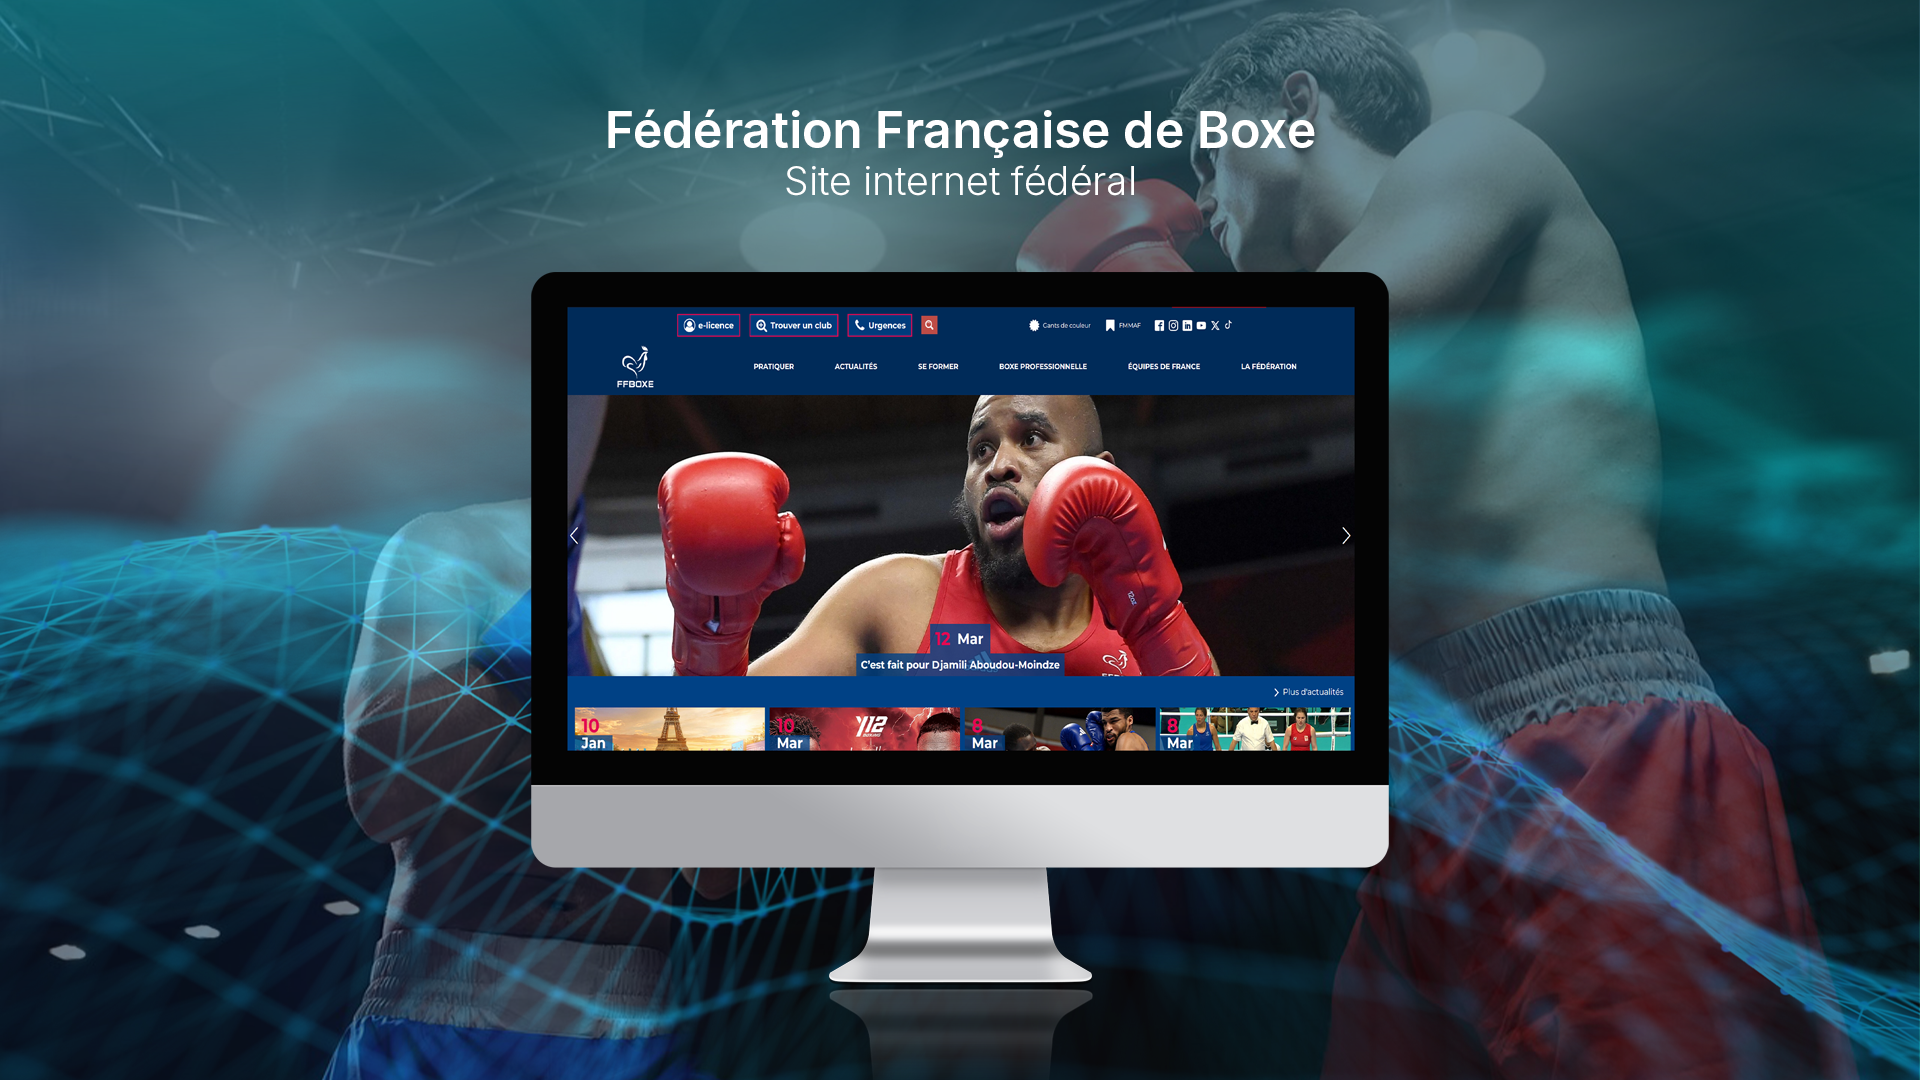 Fédération Française de Boxe
Site internet fédéral
e-licence
Trouver un club
Urgences
Gants de couleur
FMMAF
FFBOXE
PRATIQUER
ACTUALITÉS
SE FORMER
BOXE PROFESSIONNELLE
ÉQUIPES DE FRANCE
LA FÉDÉRATION
12oz
12 Mar
C'est fait pour Djamili Aboudou-Moindze
Plus d'actualités
10
Jan
10
Mar
Y12
8
Mar
8
Mar